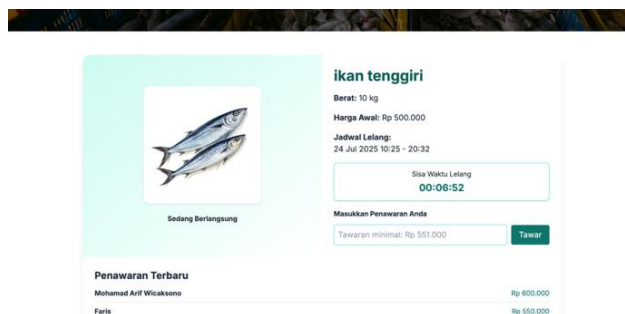 ikan tenggiri
Berat: 10 kg
Harga Awal: Rp 500.000
Jadwal Lelang:
24 Jul 2025 10:25 - 20:32
Sisa Waktu Lelang
00:06:52
Sedang Berlangsung
Masukkan Penawaran Anda
Tawaran minimal: Rp 551.000 Tawar
Penawaran Terbaru
Mohamad Arif Wicaksono Rp 600.000
Faris Rp 550.000